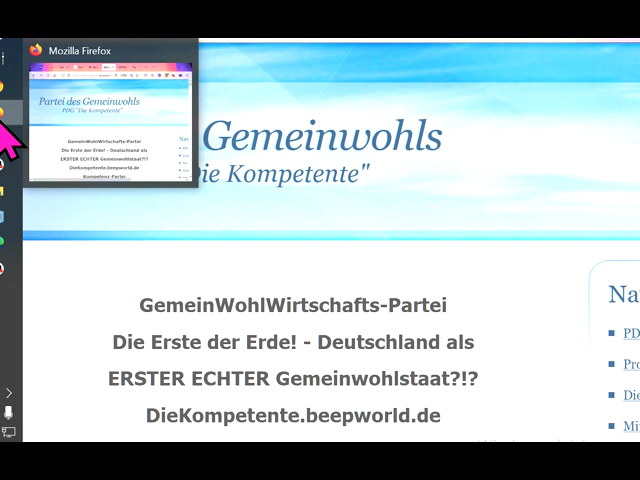 Mozilla Firefox
Partei des Gemeinwohls
PDG "Die Kompetente"
GemeinWohlWirtschafts-Partei
Die Erste der Erde! - Deutschland als
ERSTER ECHTER Gemeinwohlstaat?!?
DieKompetente.beepworld.de
Kompetenz-Partei
Nav
Gemeinwohls
Die Kompetente"
GemeinWohlWirtschafts-Partei
Die Erste der Erde! - Deutschland als
ERSTER ECHTER Gemeinwohlstaat?!?
DieKompetente.beepworld.de
Na
PD
Pro
Die
Mi